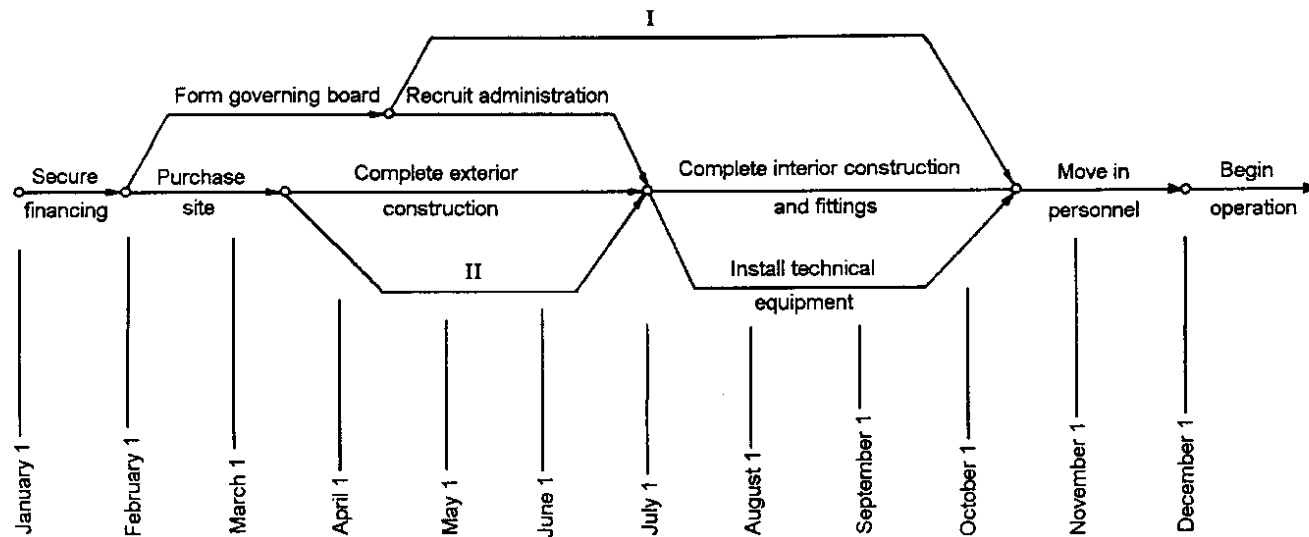 I
Form governing board
Recruit administration
Secure
financing
Purchase
site
Complete exterior
construction
Complete interior construction
and fittings
Move in
personnel
Begin
operation
II
Install technical
equipment
January 1
February 1
March 1
April 1
May 1
June 1
July 1
August 1
September 1
October 1
November 1
December 1